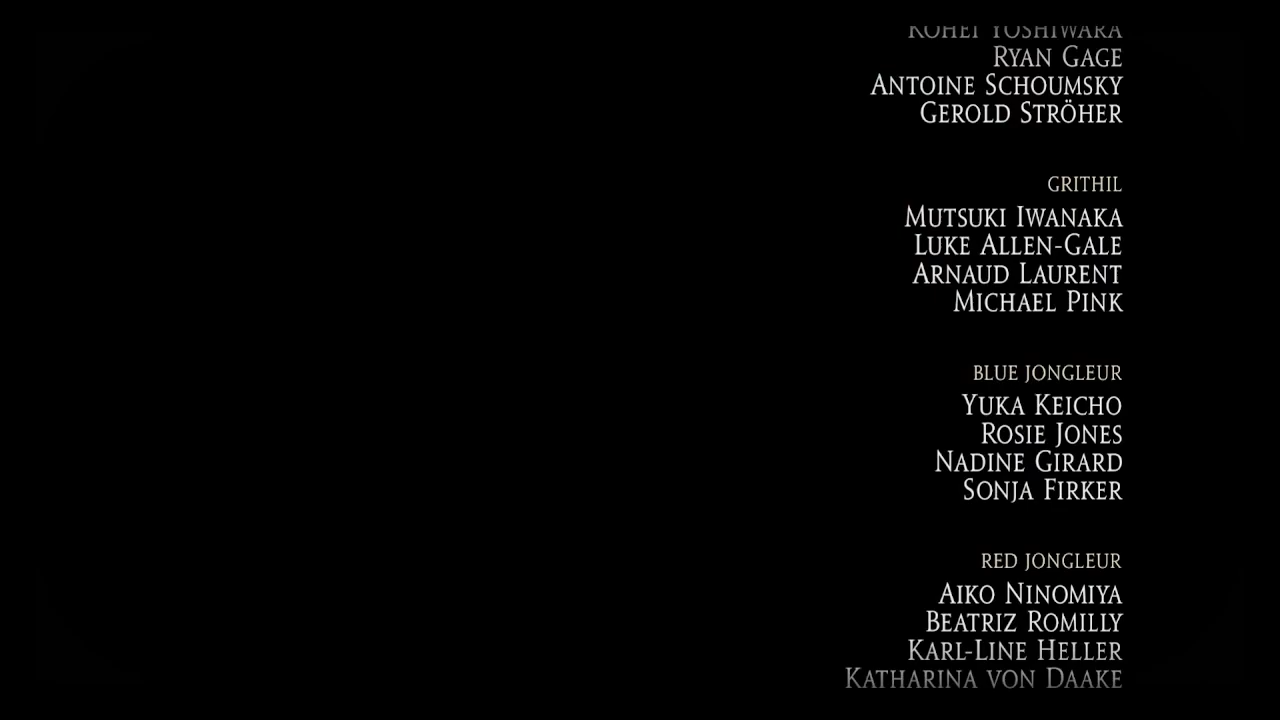 KOHEI YOSHIWARA
RYAN GAGE
ANTOINE SCHOUMSKY
GEROLD STRÖHER
GRITHIL
MUTSUKI IWANAKA
LUKE ALLEN-GALE
ARNAUD LAURENT
MICHAEL PINK
BLUE JONGLEUR
YUKA KEICHO
ROSIE JONES
NADINE GIRARD
SONJA FIRKER
RED JONGLEUR
AIKO NINOMIYA
BEATRIZ ROMILLY
KARL-LINE HELLER
KATHARINA VON DAAKE